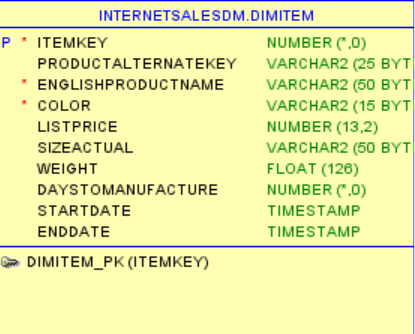 INTERNETSALESDM.DIMITEM
P * ITEMKEY NUMBER (*,0)
PRODUCTALTERNATEKEY VARCHAR2 (25 BYT
* ENGLISHPRODUCTNAME VARCHAR2 (50 BYT
* COLOR VARCHAR2 (15 BYT
LISTPRICE NUMBER (13,2)
SIZEACTUAL VARCHAR2 (50 BYT
WEIGHT FLOAT (126)
DAYSTOMANUFACTURE NUMBER (*,0)
STARTDATE TIMESTAMP
ENDDATE TIMESTAMP
DIMITEM_PK (ITEMKEY)